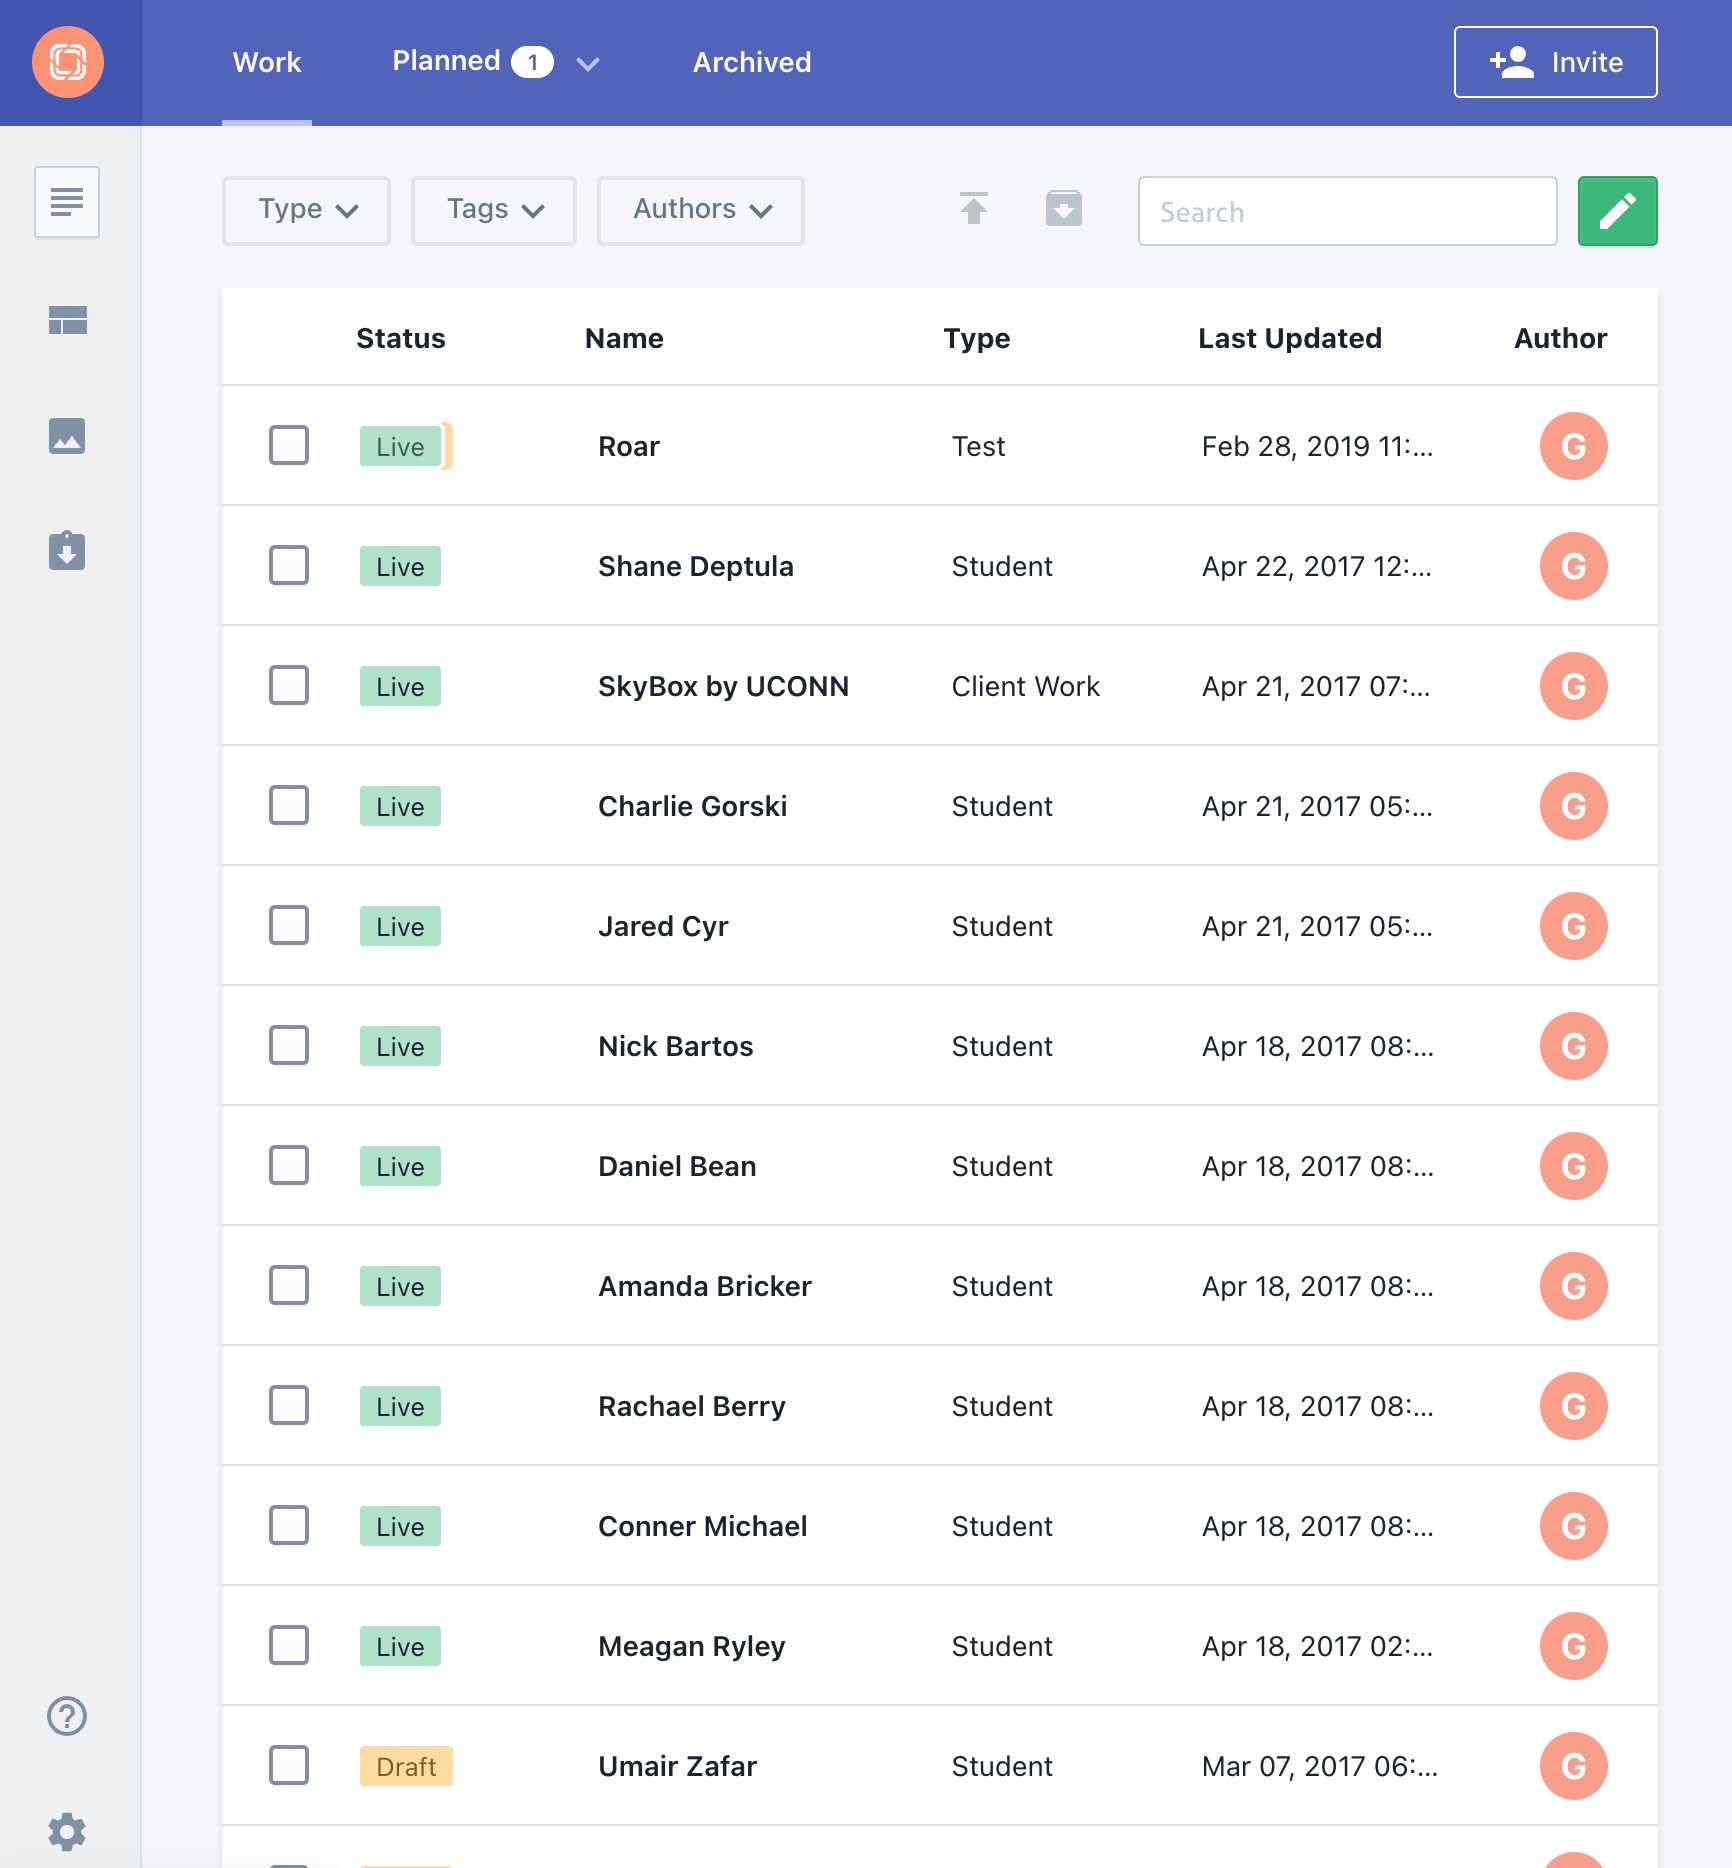 Work Planned 1 Archived Invite
Type Tags Authors Search
Status Name Type Last Updated Author
Live Roar Test Feb 28, 2019 11:... G
Live Shane Deptula Student Apr 22, 2017 12:... G
Live SkyBox by UCONN Client Work Apr 21, 2017 07:... G
Live Charlie Gorski Student Apr 21, 2017 05:... G
Live Jared Cyr Student Apr 21, 2017 05:... G
Live Nick Bartos Student Apr 18, 2017 08:... G
Live Daniel Bean Student Apr 18, 2017 08:... G
Live Amanda Bricker Student Apr 18, 2017 08:... G
Live Rachael Berry Student Apr 18, 2017 08:... G
Live Conner Michael Student Apr 18, 2017 08:... G
Live Meagan Ryley Student Apr 18, 2017 02:... G
? Draft Umair Zafar Student Mar 07, 2017 06:... G